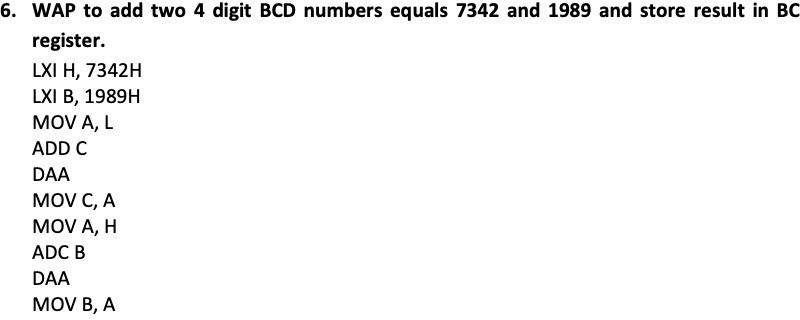 6. WAP to add two 4 digit BCD numbers equals 7342 and 1989 and store result in BC
register.
LXI H, 7342H
LXI B, 1989H
MOV A, L
ADD C
DAA
MOV C, A
MOV A, H
ADC B
DAA
MOV B, A